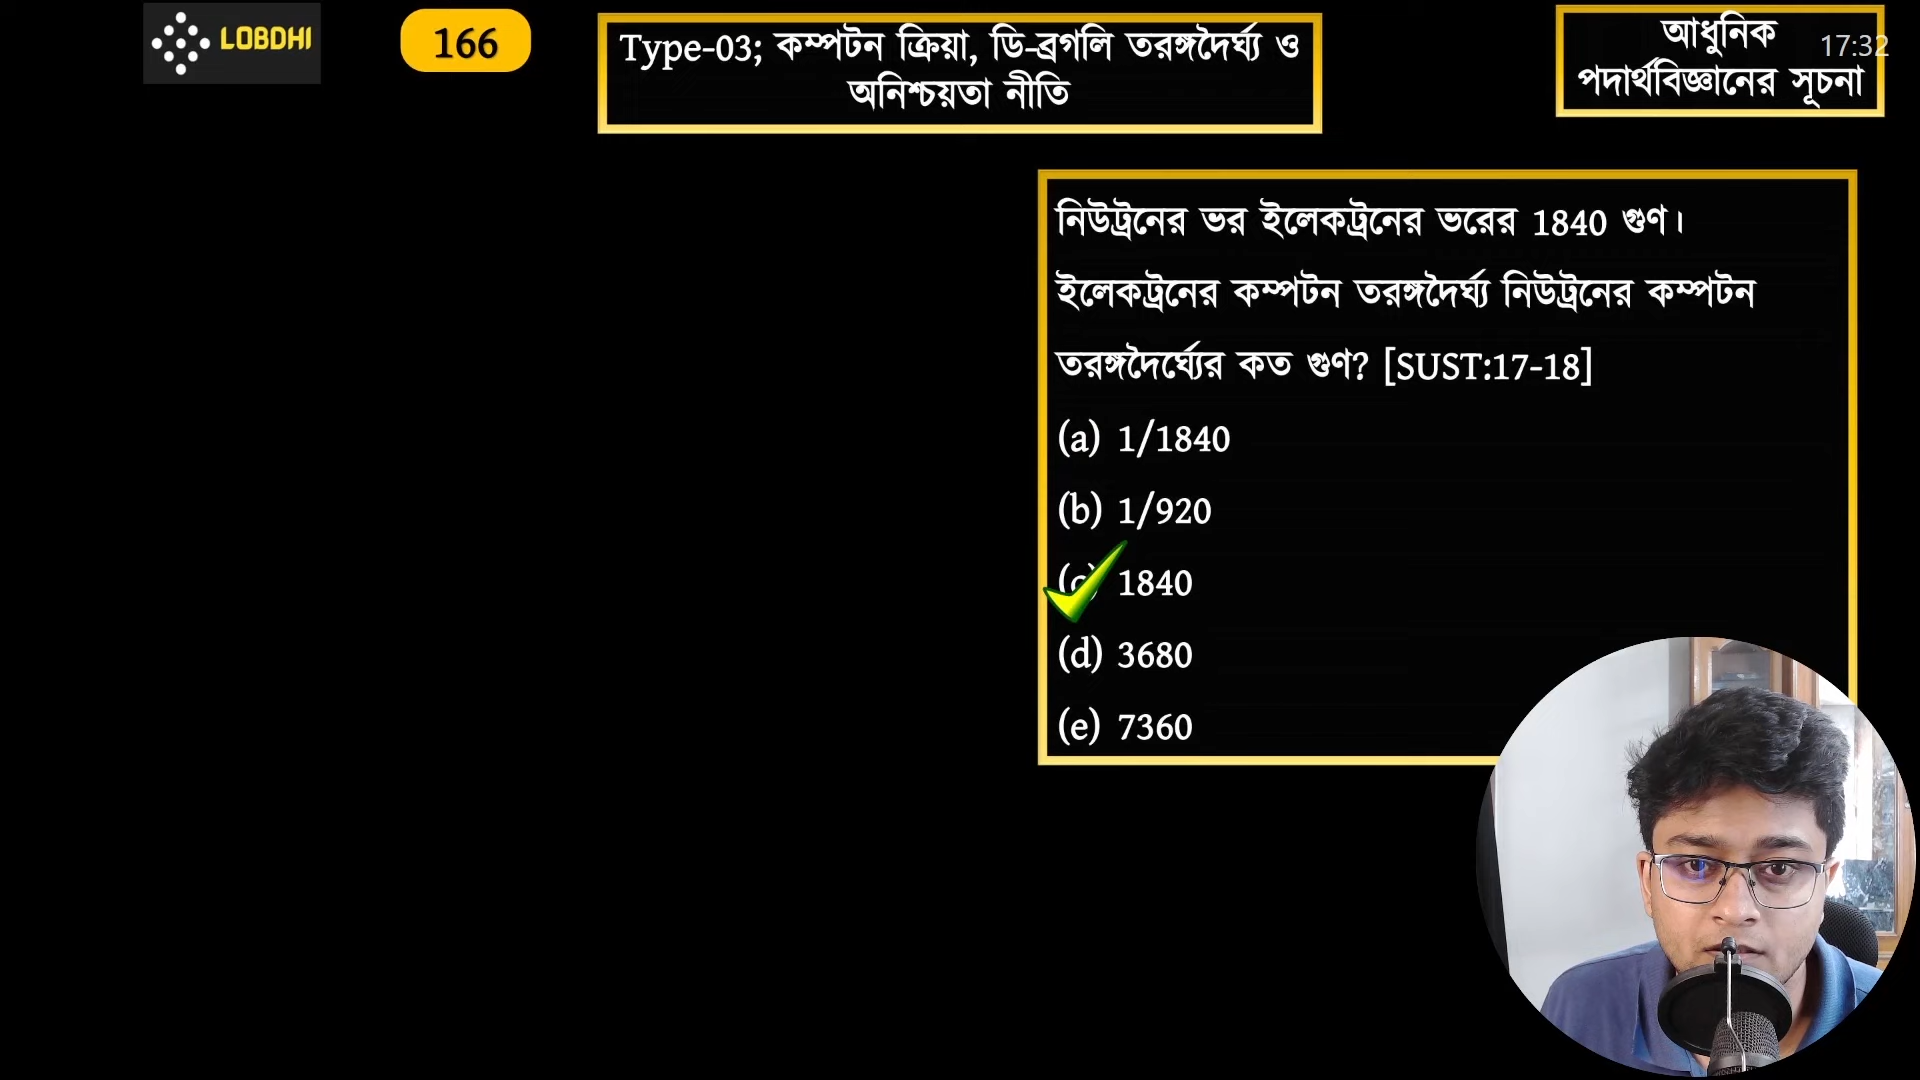 LOBDHI
166
Type-03; কম্পটন ক্রিয়া, ডি-ব্রগলি তরঙ্গদৈর্ঘ্য ও
অনিশ্চয়তা নীতি
আধুনিক
পদার্থবিজ্ঞানের সূচনা
17:32
নিউট্রনের ভর ইলেকট্রনের ভরের 1840 গুণ।
ইলেকট্রনের কম্পটন তরঙ্গদৈর্ঘ্য নিউট্রনের কম্পটন
তরঙ্গদৈর্ঘ্যের কত গুণ? [SUST:17-18]
(a) 1/1840
(b) 1/920
(c) 1840
(d) 3680
(e) 7360